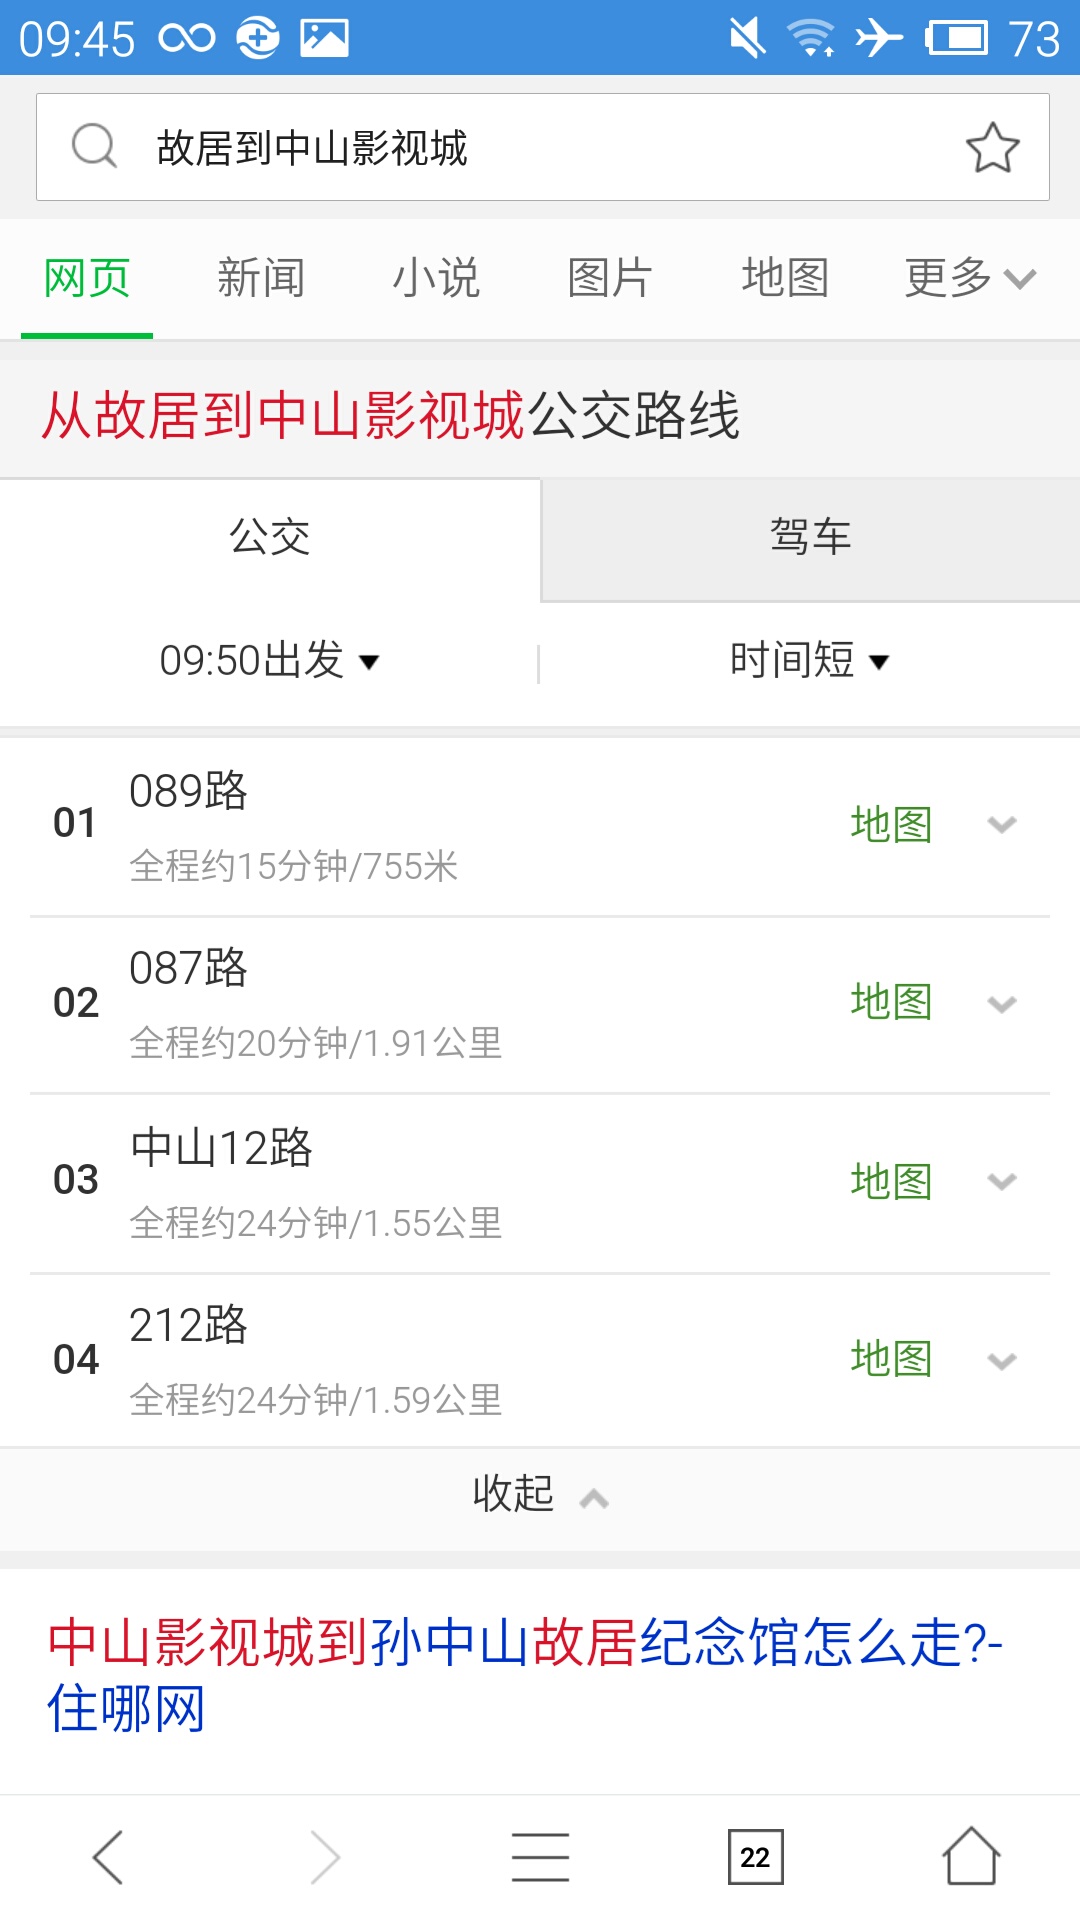 09:45
73
故居到中山影视城
网页 新闻 小说 图片 地图 更多
从故居到中山影视城公交路线
公交 驾车
09:50出发 时间短
01 089路 地图
全程约15分钟/755米
02 087路 地图
全程约20分钟/1.91公里
03 中山12路 地图
全程约24分钟/1.55公里
04 212路 地图
全程约24分钟/1.59公里
收起
中山影视城到孙中山故居纪念馆怎么走?-
住哪网
22